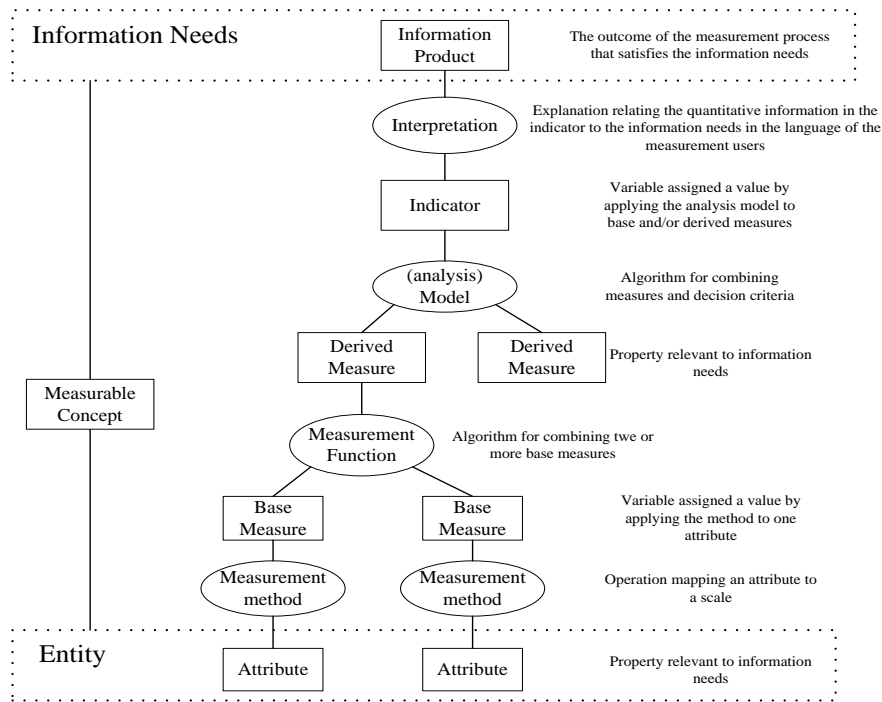 Information Needs
Information
Product
The outcome of the measurement process
that satisfies the information needs
Interpretation
Explanation relating the quantitative information in the
indicator to the information needs in the language of the
measurement users
Indicator
Variable assigned a value by
applying the analysis model to
base and/or derived measures
(analysis)
Model
Algorithm for combining
measures and decision criteria
Derived
Measure
Derived
Measure
Property relevant to information
needs
Measurable
Concept
Measurement
Function
Algorithm for combining two or
more base measures
Base
Measure
Base
Measure
Variable assigned a value by
applying the method to one
attribute
Measurement
method
Measurement
method
Operation mapping an attribute to
a scale
Entity
Attribute
Attribute
Property relevant to information
needs